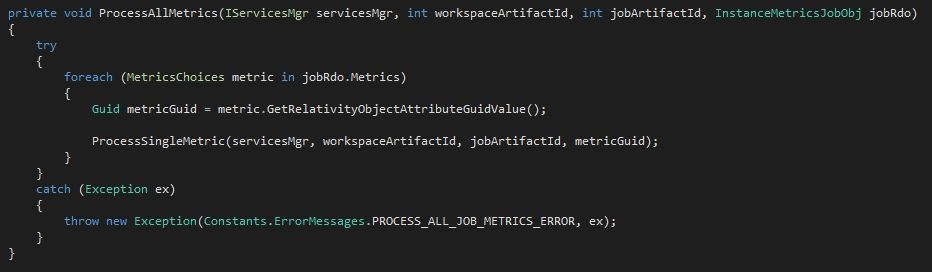 private void ProcessAllMetrics(IServicesMgr servicesMgr, int workspaceArtifactId, int jobArtifactId, InstanceMetricsJobObj jobRdo)
{
    try
    {
        foreach (MetricsChoices metric in jobRdo.Metrics)
        {
            Guid metricGuid = metric.GetRelativityObjectAttributeGuidValue();

            ProcessSingleMetric(servicesMgr, workspaceArtifactId, jobArtifactId, metricGuid);
        }
    }
    catch (Exception ex)
    {
        throw new Exception(Constants.ErrorMessages.PROCESS_ALL_JOB_METRICS_ERROR, ex);
    }
}